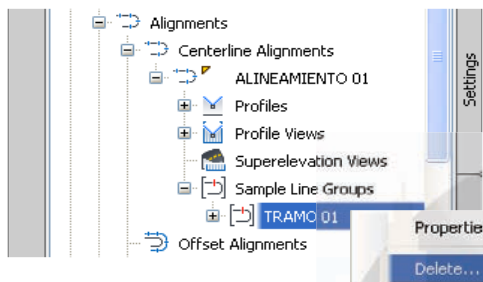 Alignments
Centerline Alignments
ALINEAMIENTO 01
Profiles
Profile Views
Superelevation Views
Sample Line Groups
TRAMO 01
Offset Alignments
Settings
Propertie
Delete...